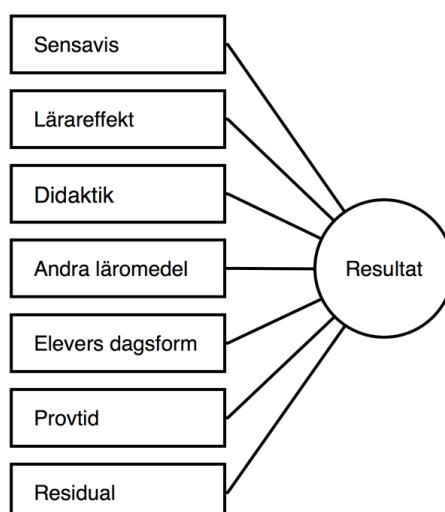 Sensavis
Lärareffekt
Didaktik
Andra läromedel
Resultat
Elevers dagsform
Provtid
Residual